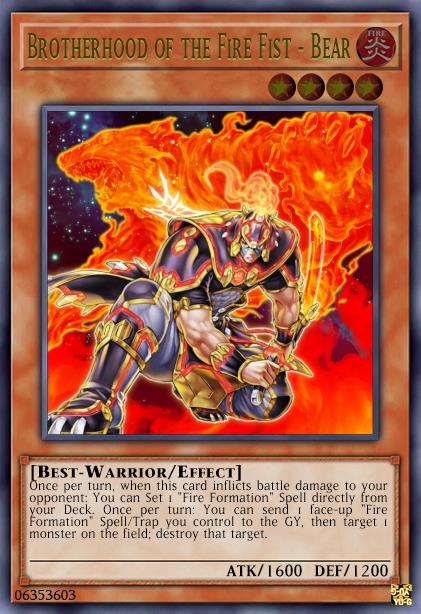 Brotherhood of the Fire Fist - Bear
FIRE
炎
[Best-Warrior/Effect]
Once per turn, when this card inflicts battle damage to your
opponent: You can Set 1 "Fire Formation" Spell directly from
your Deck. Once per turn: You can send 1 face-up "Fire
Formation" Spell/Trap you control to the GY, then target 1
monster on the field; destroy that target.
ATK/1600 DEF/1200
06353603